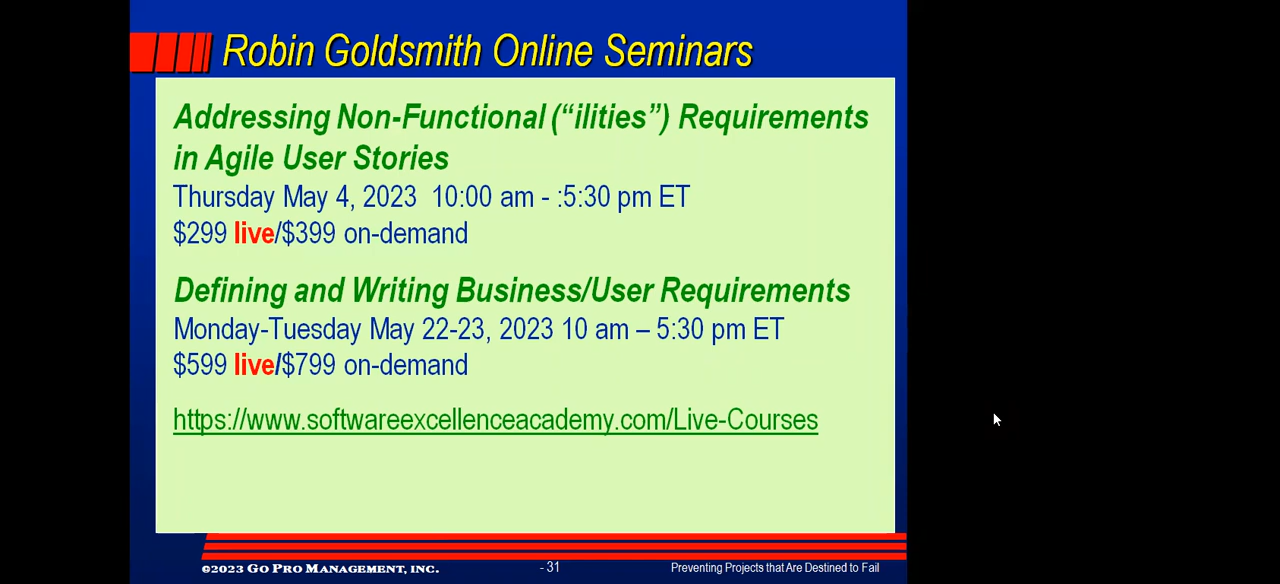 Robin Goldsmith Online Seminars
Addressing Non-Functional (“ilities”) Requirements
in Agile User Stories
Thursday May 4, 2023  10:00 am - :5:30 pm ET
$299 live/$399 on-demand
Defining and Writing Business/User Requirements
Monday-Tuesday May 22-23, 2023 10 am – 5:30 pm ET
$599 live/$799 on-demand
https://www.softwareexcellenceacademy.com/Live-Courses
©2023 GO PRO MANAGEMENT, INC.
- 31
Preventing Projects that Are Destined to Fail